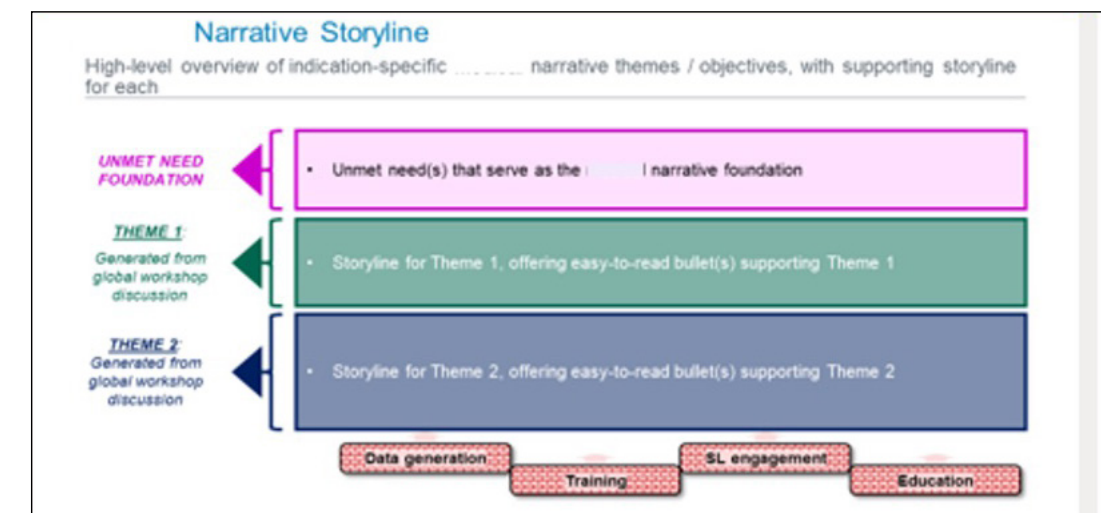 Narrative Storyline
High-level overview of indication-specific narrative themes / objectives, with supporting storyline
for each
UNMET NEED
FOUNDATION
• Unmet need(s) that serve as the narrative foundation
THEME 1:
Generated from
global workshop
discussion
• Storyline for Theme 1, offering easy-to-read bullet(s) supporting Theme 1
THEME 2:
Generated from
global workshop
discussion
• Storyline for Theme 2, offering easy-to-read bullet(s) supporting Theme 2
Data generation
Training
SL engagement
Education